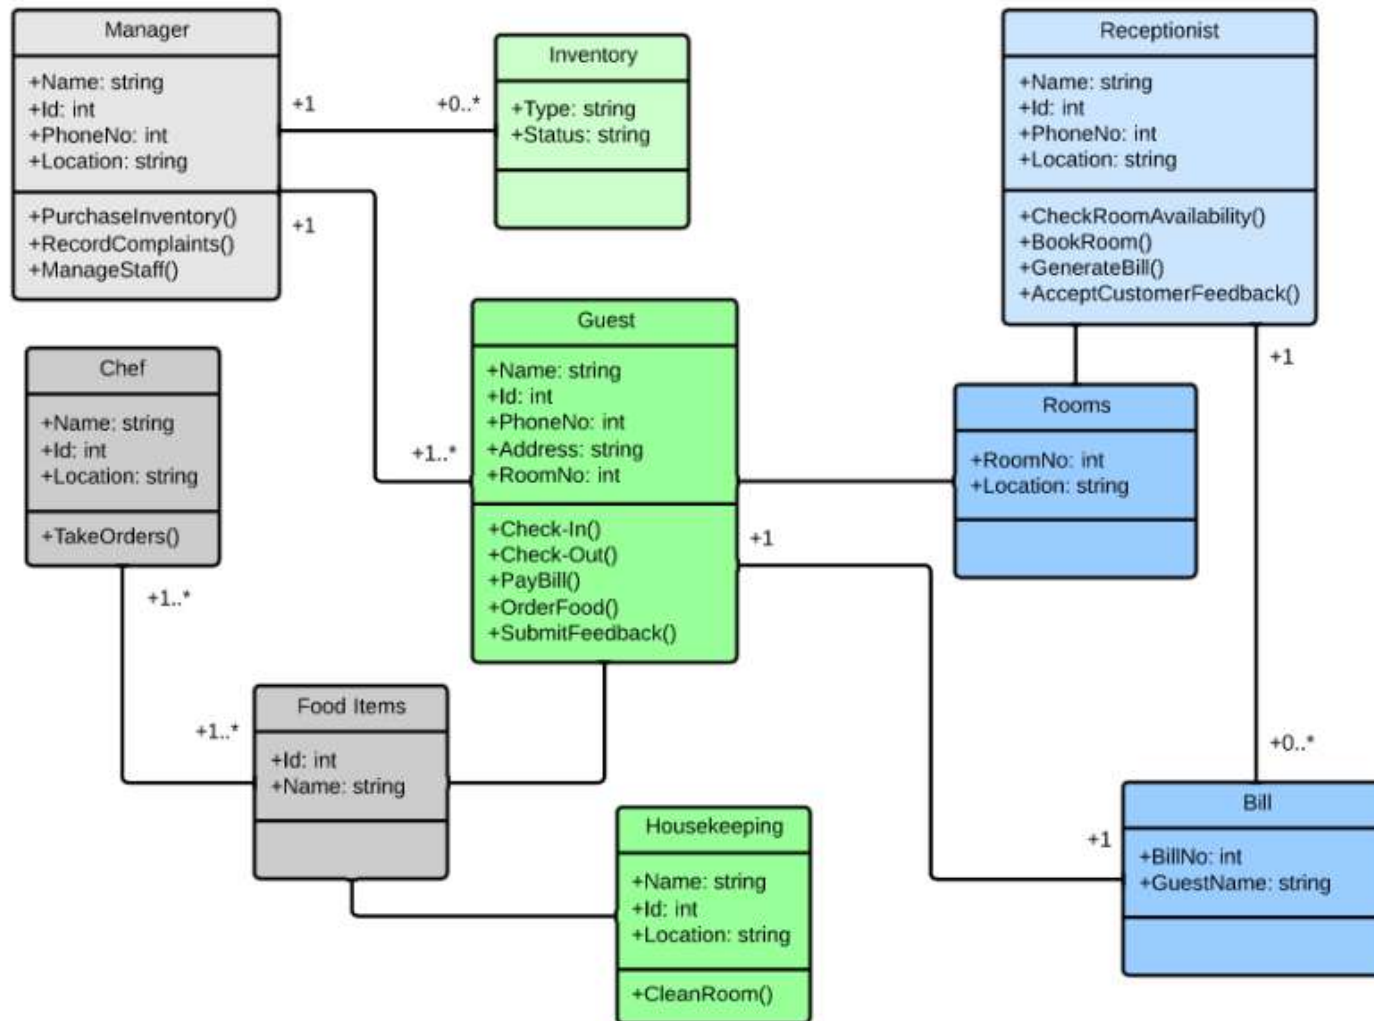 Manager
+Name: string
+Id: int
+PhoneNo: int
+Location: string
+PurchaseInventory()
+RecordComplaints()
+ManageStaff()
+1
+0..*
+1
+1..*
Inventory
+Type: string
+Status: string
Receptionist
+Name: string
+Id: int
+PhoneNo: int
+Location: string
+CheckRoomAvailability()
+BookRoom()
+GenerateBill()
+AcceptCustomerFeedback()
+1
+0..*
Chef
+Name: string
+Id: int
+Location: string
+TakeOrders()
+1..*
+1..*
Guest
+Name: string
+Id: int
+PhoneNo: int
+Address: string
+RoomNo: int
+Check-In()
+Check-Out()
+PayBill()
+OrderFood()
+SubmitFeedback()
+1
+1
Rooms
+RoomNo: int
+Location: string
Food Items
+Id: int
+Name: string
Housekeeping
+Name: string
+Id: int
+Location: string
+CleanRoom()
Bill
+BillNo: int
+GuestName: string